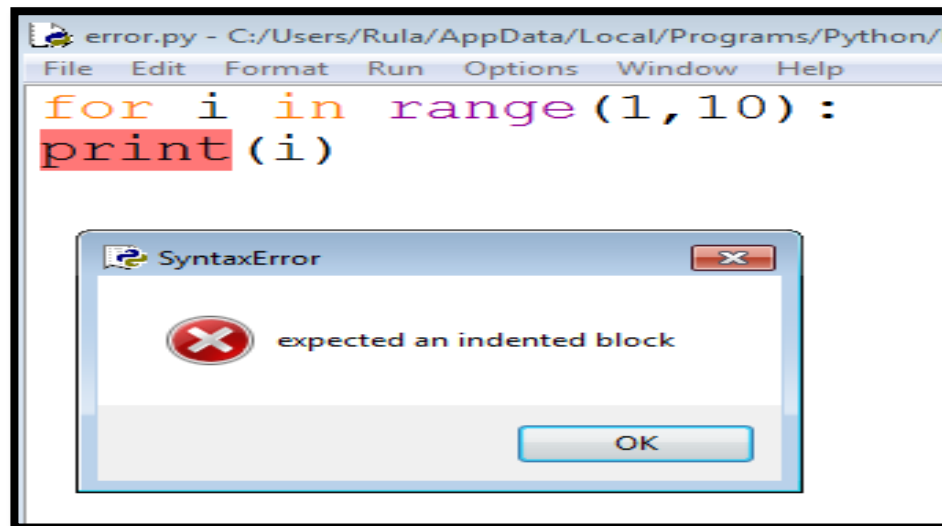 error.py - C:/Users/Rula/AppData/Local/Programs/Python/
File Edit Format Run Options Window Help
for i in range(1,10):
print(i)
SyntaxError
expected an indented block
OK